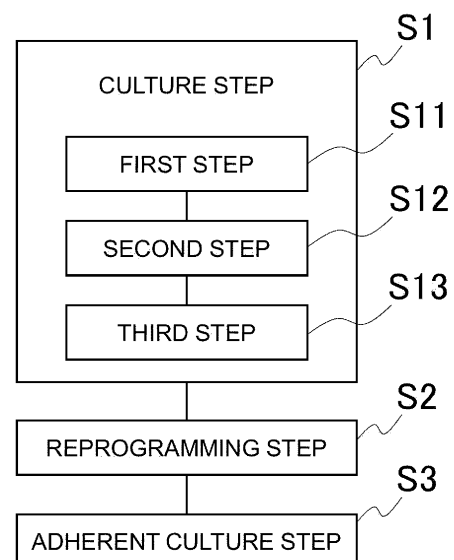 S1
CULTURE STEP
FIRST STEP
S11
SECOND STEP
S12
THIRD STEP
S13
REPROGRAMMING STEP
S2
ADHERENT CULTURE STEP
S3